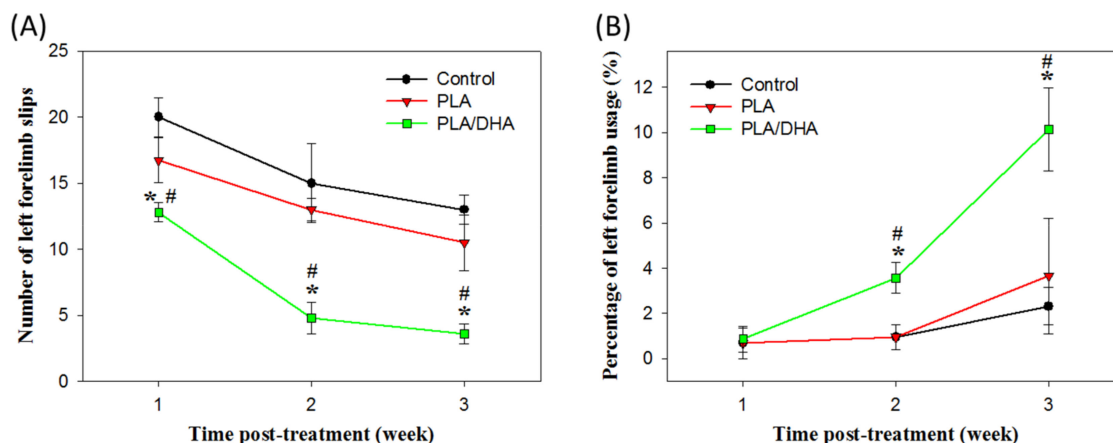 (A)
Number of left forelimb slips
25
20
15
10
5
0
Control
PLA
PLA/DHA
* #
#
*
#
*
1
2
3
Time post-treatment (week)
(B)
Percentage of left forelimb usage (%)
12
10
8
6
4
2
0
Control
PLA
PLA/DHA
#
*
#
*
1
2
3
Time post-treatment (week)